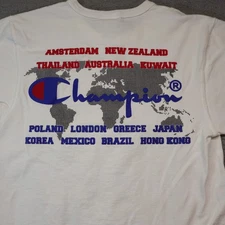 AMSTERDAM NEW ZEALAND
THAILAND AUSTRALIA KUWAIT
Champion ®
POLAND LONDON GREECE JAPAN
KOREA MEXICO BRAZIL HONG KONG